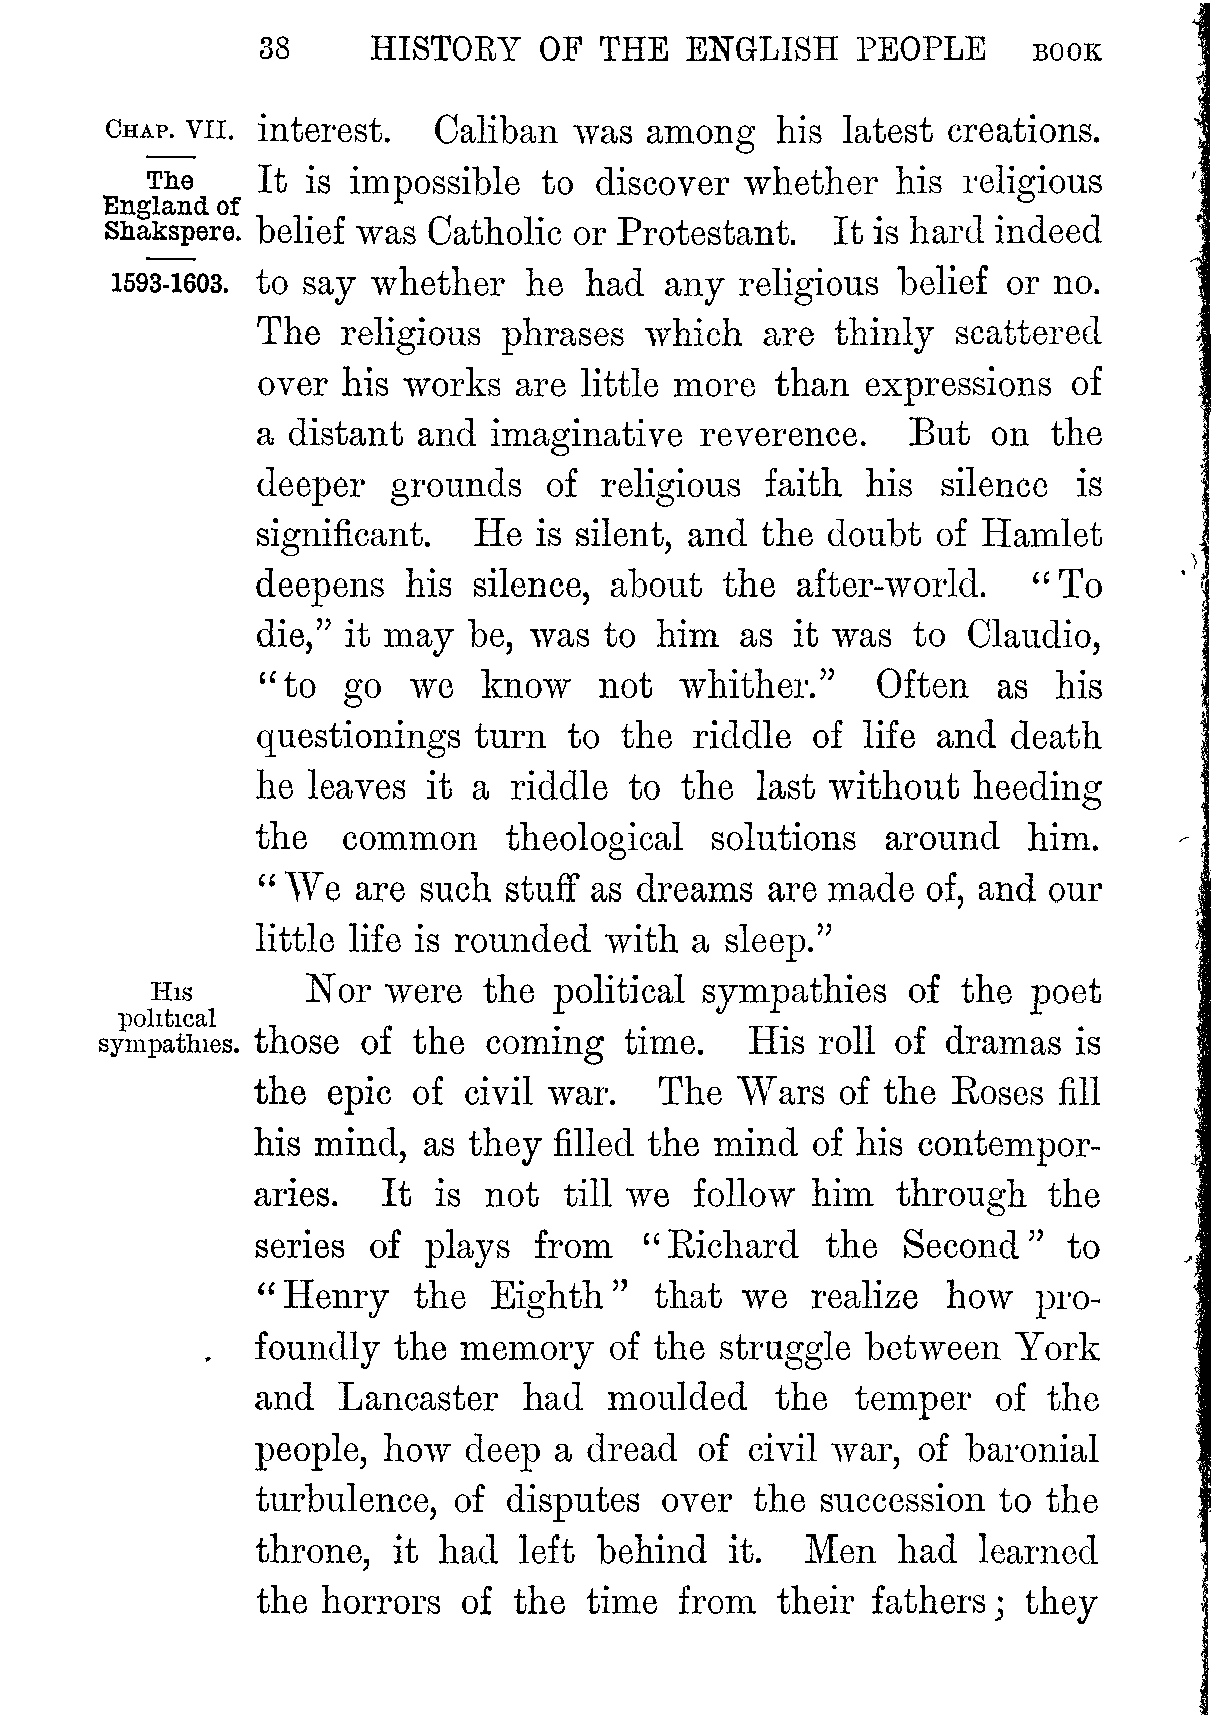 38 HISTORY OF THE ENGLISH PEOPLE BOOK
CHAP. VII.
The
England of
Shakspere.
1593-1603.
interest. Caliban was among his latest creations.
It is impossible to discover whether his religious
belief was Catholic or Protestant. It is hard indeed
to say whether he had any religious belief or no.
The religious phrases which are thinly scattered
over his works are little more than expressions of
a distant and imaginative reverence. But on the
deeper grounds of religious faith his silence is
significant. He is silent, and the doubt of Hamlet
deepens his silence, about the after-world. “To
die,” it may be, was to him as it was to Claudio,
“to go we know not whither.” Often as his
questionings turn to the riddle of life and death
he leaves it a riddle to the last without heeding
the common theological solutions around him.
“We are such stuff as dreams are made of, and our
little life is rounded with a sleep.”
His
political
sympathies.
Nor were the political sympathies of the poet
those of the coming time. His roll of dramas is
the epic of civil war. The Wars of the Roses fill
his mind, as they filled the mind of his contempor-
aries. It is not till we follow him through the
series of plays from “Richard the Second” to
“Henry the Eighth” that we realize how pro-
foundly the memory of the struggle between York
and Lancaster had moulded the temper of the
people, how deep a dread of civil war, of baronial
turbulence, of disputes over the succession to the
throne, it had left behind it. Men had learned
the horrors of the time from their fathers; they